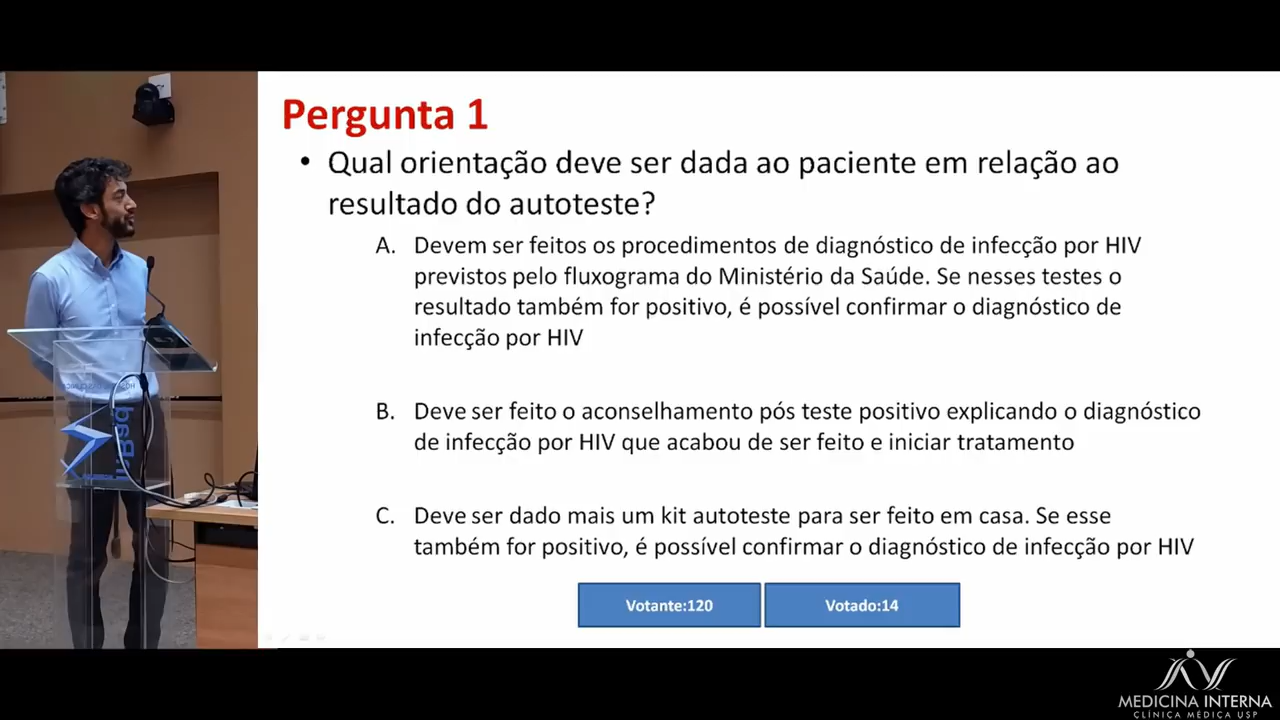 Pergunta 1
• Qual orientação deve ser dada ao paciente em relação ao
resultado do autoteste?
A. Devem ser feitos os procedimentos de diagnóstico de infecção por HIV
previstos pelo fluxograma do Ministério da Saúde. Se nesses testes o
resultado também for positivo, é possível confirmar o diagnóstico de
infecção por HIV
B. Deve ser feito o aconselhamento pós teste positivo explicando o diagnóstico
de infecção por HIV que acabou de ser feito e iniciar tratamento
C. Deve ser dado mais um kit autoteste para ser feito em casa. Se esse
também for positivo, é possível confirmar o diagnóstico de infecção por HIV
Votante:120
Votado:14
MEDICINA INTERNA
CLÍNICA MÉDICA USP